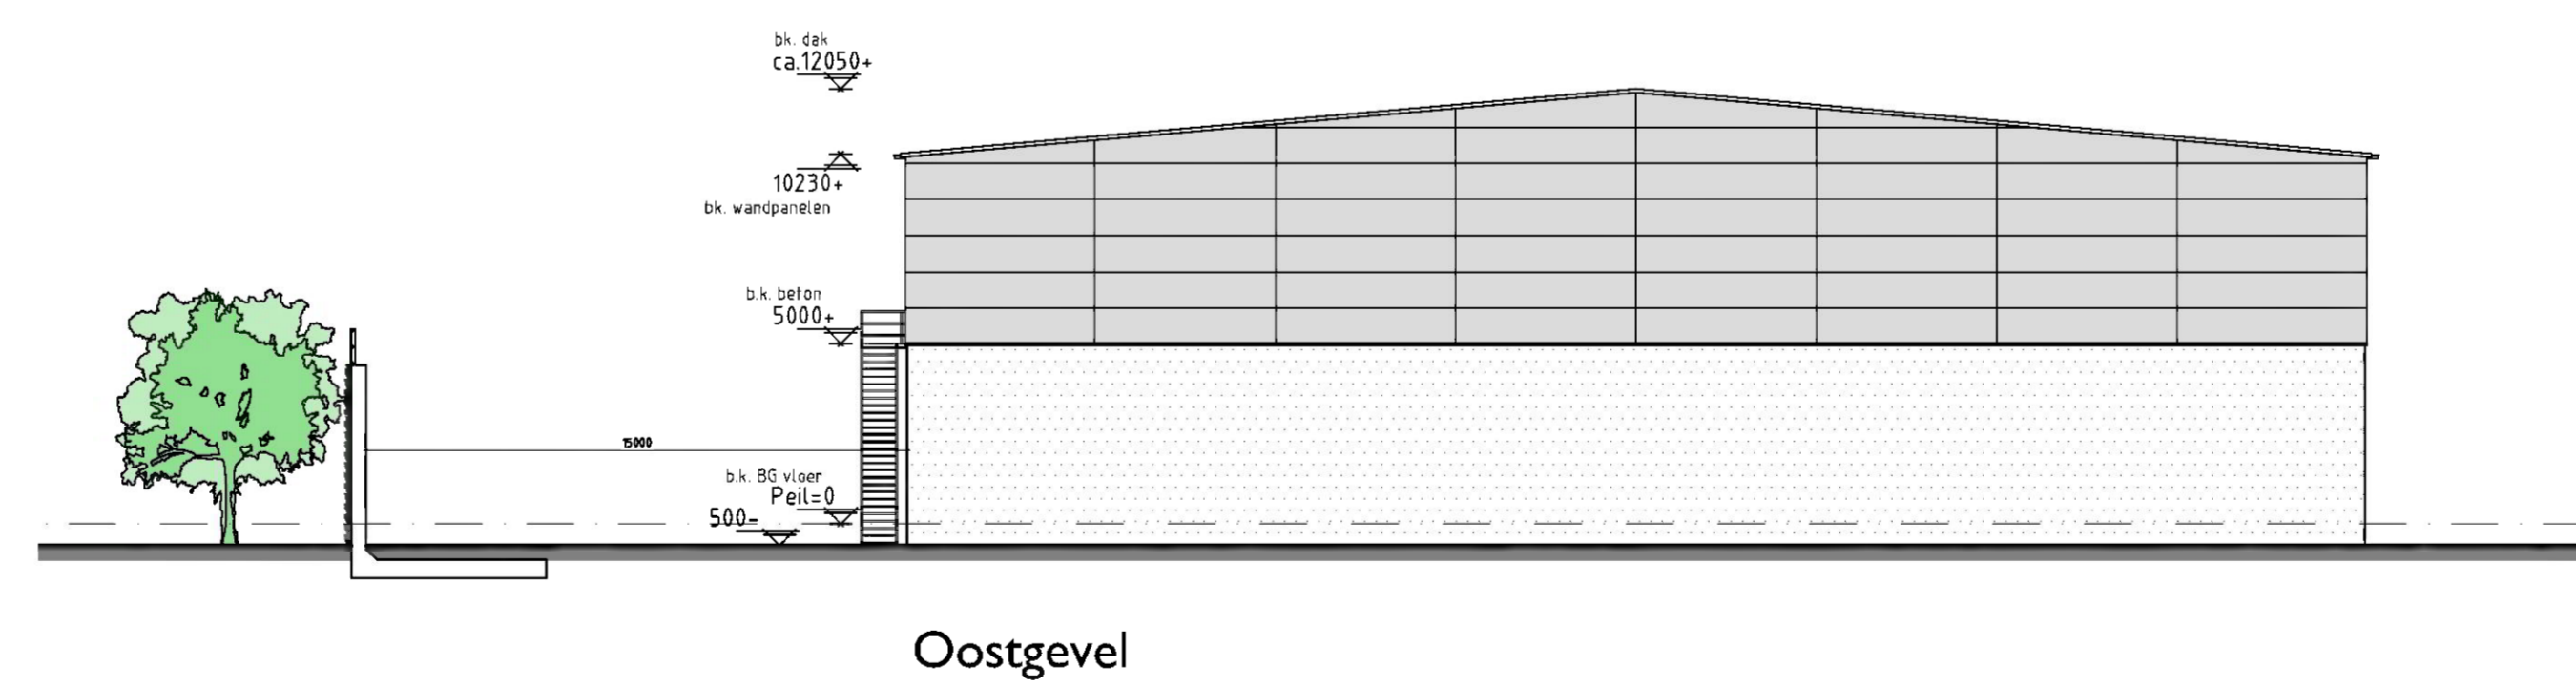 bk. dak
ca.12050+
10230+
bk. wandpanelen
b.k. beton
5000+
15000
b.k. BG vloer
Peil=0
500-
Oostgevel